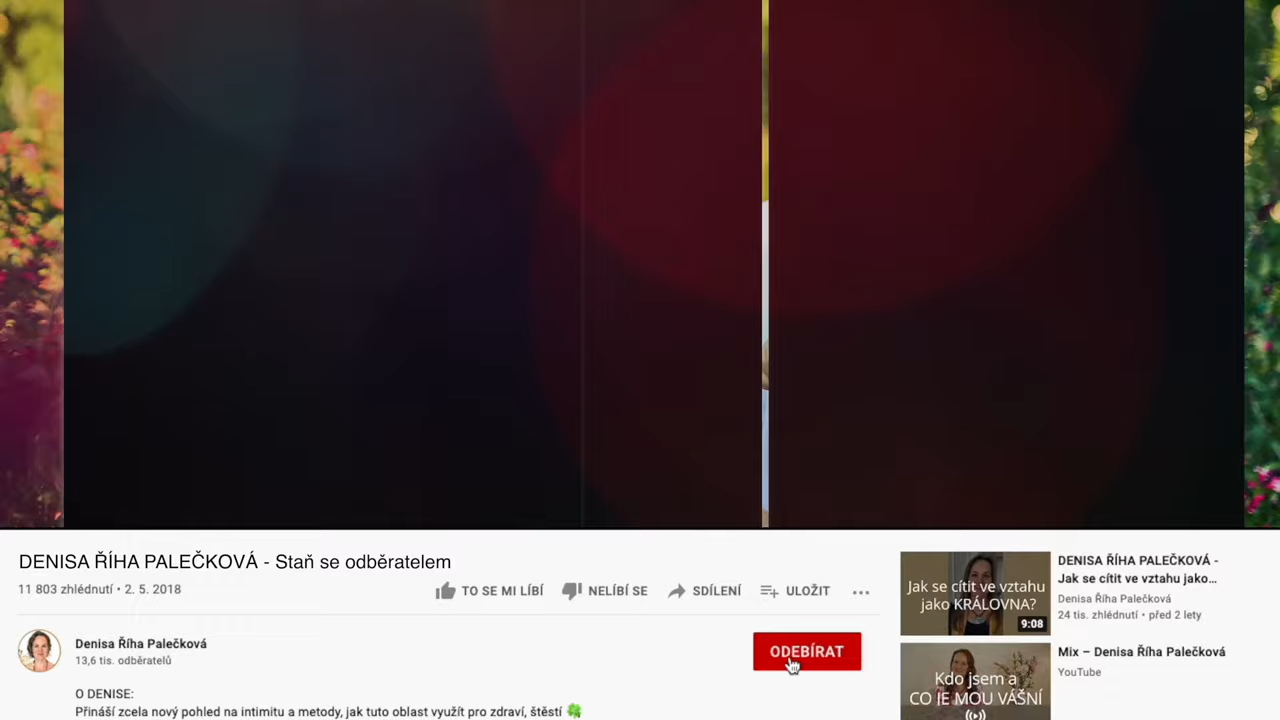 DENISA ŘÍHA PALEČKOVÁ - Staň se odběratelem
11 803 zhlédnutí • 2. 5. 2018
TO SE MI LÍBÍ
NELÍBÍ SE
SDÍLENÍ
ULOŽIT
Denisa Říha Palečková
13,6 tis. odběratelů
ODEBÍRAT
O DENISE:
Přináší zcela nový pohled na intimitu a metody, jak tuto oblast využít pro zdraví, štěstí 🍀
Jak se cítit ve vztahu
jako KRÁLOVNA?
9:08
DENISA ŘÍHA PALEČKOVÁ -
Jak se cítit ve vztahu jako...
Denisa Říha Palečková
24 tis. zhlédnutí • před 2 lety
Kdo jsem a
CO JE MOU VÁŠNÍ
Mix – Denisa Říha Palečková
YouTube